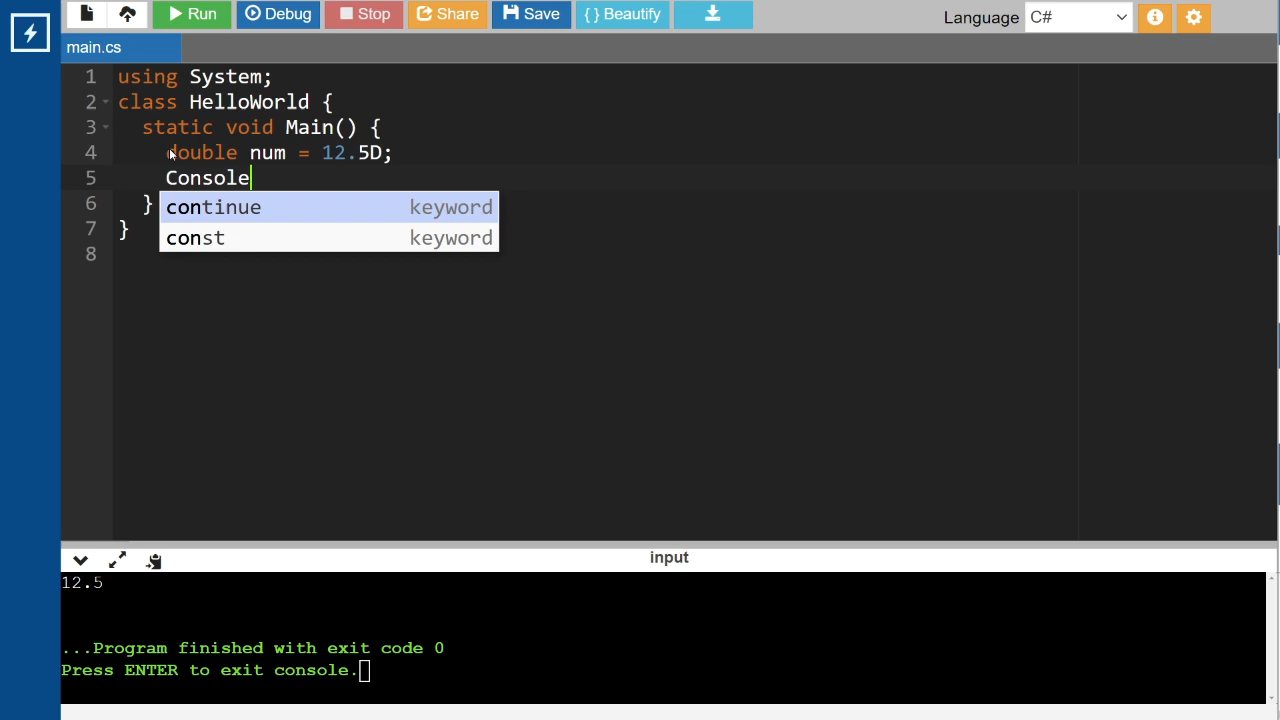 Run Debug Stop Share Save { } Beautify Language C#
main.cs
1 using System;
2 class HelloWorld {
3 static void Main() {
4 double num = 12.5D;
5 Console
6 }
continue keyword
7 }
const keyword
8
input
12.5
...Program finished with exit code 0
Press ENTER to exit console.